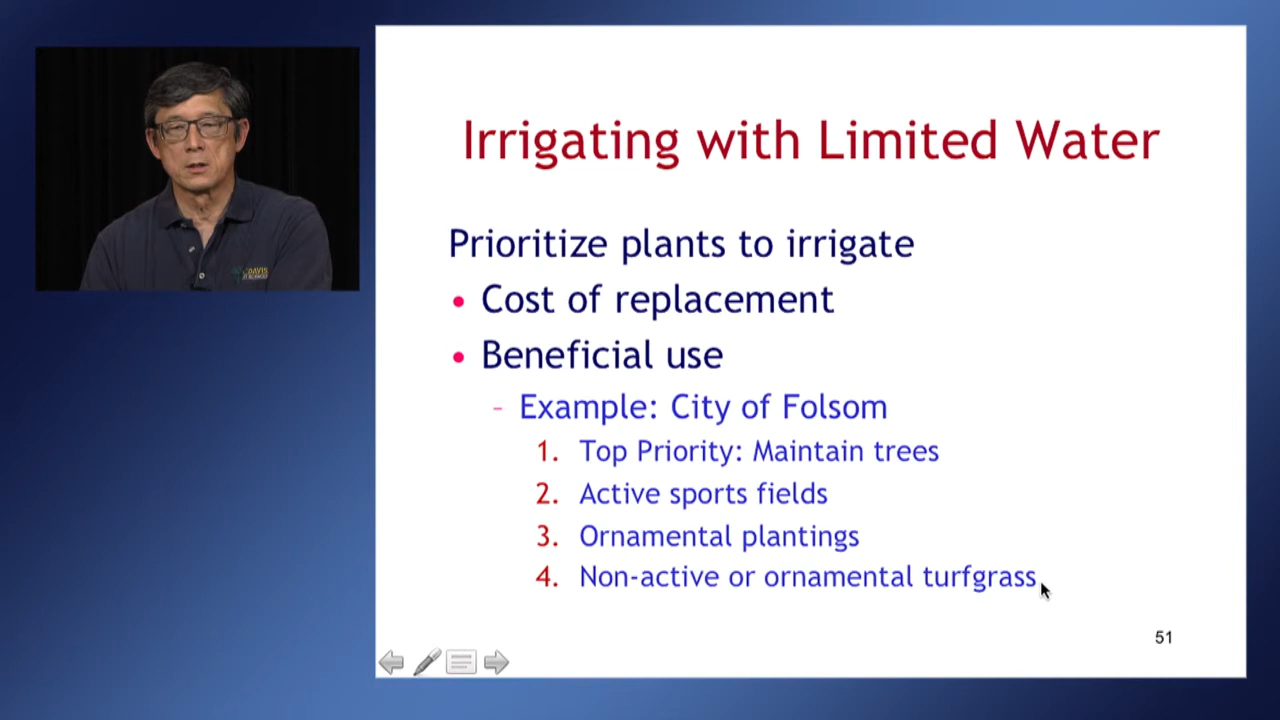 DAVIS
Irrigating with Limited Water
Prioritize plants to irrigate
• Cost of replacement
• Beneficial use
– Example: City of Folsom
1. Top Priority: Maintain trees
2. Active sports fields
3. Ornamental plantings
4. Non-active or ornamental turfgrass
51